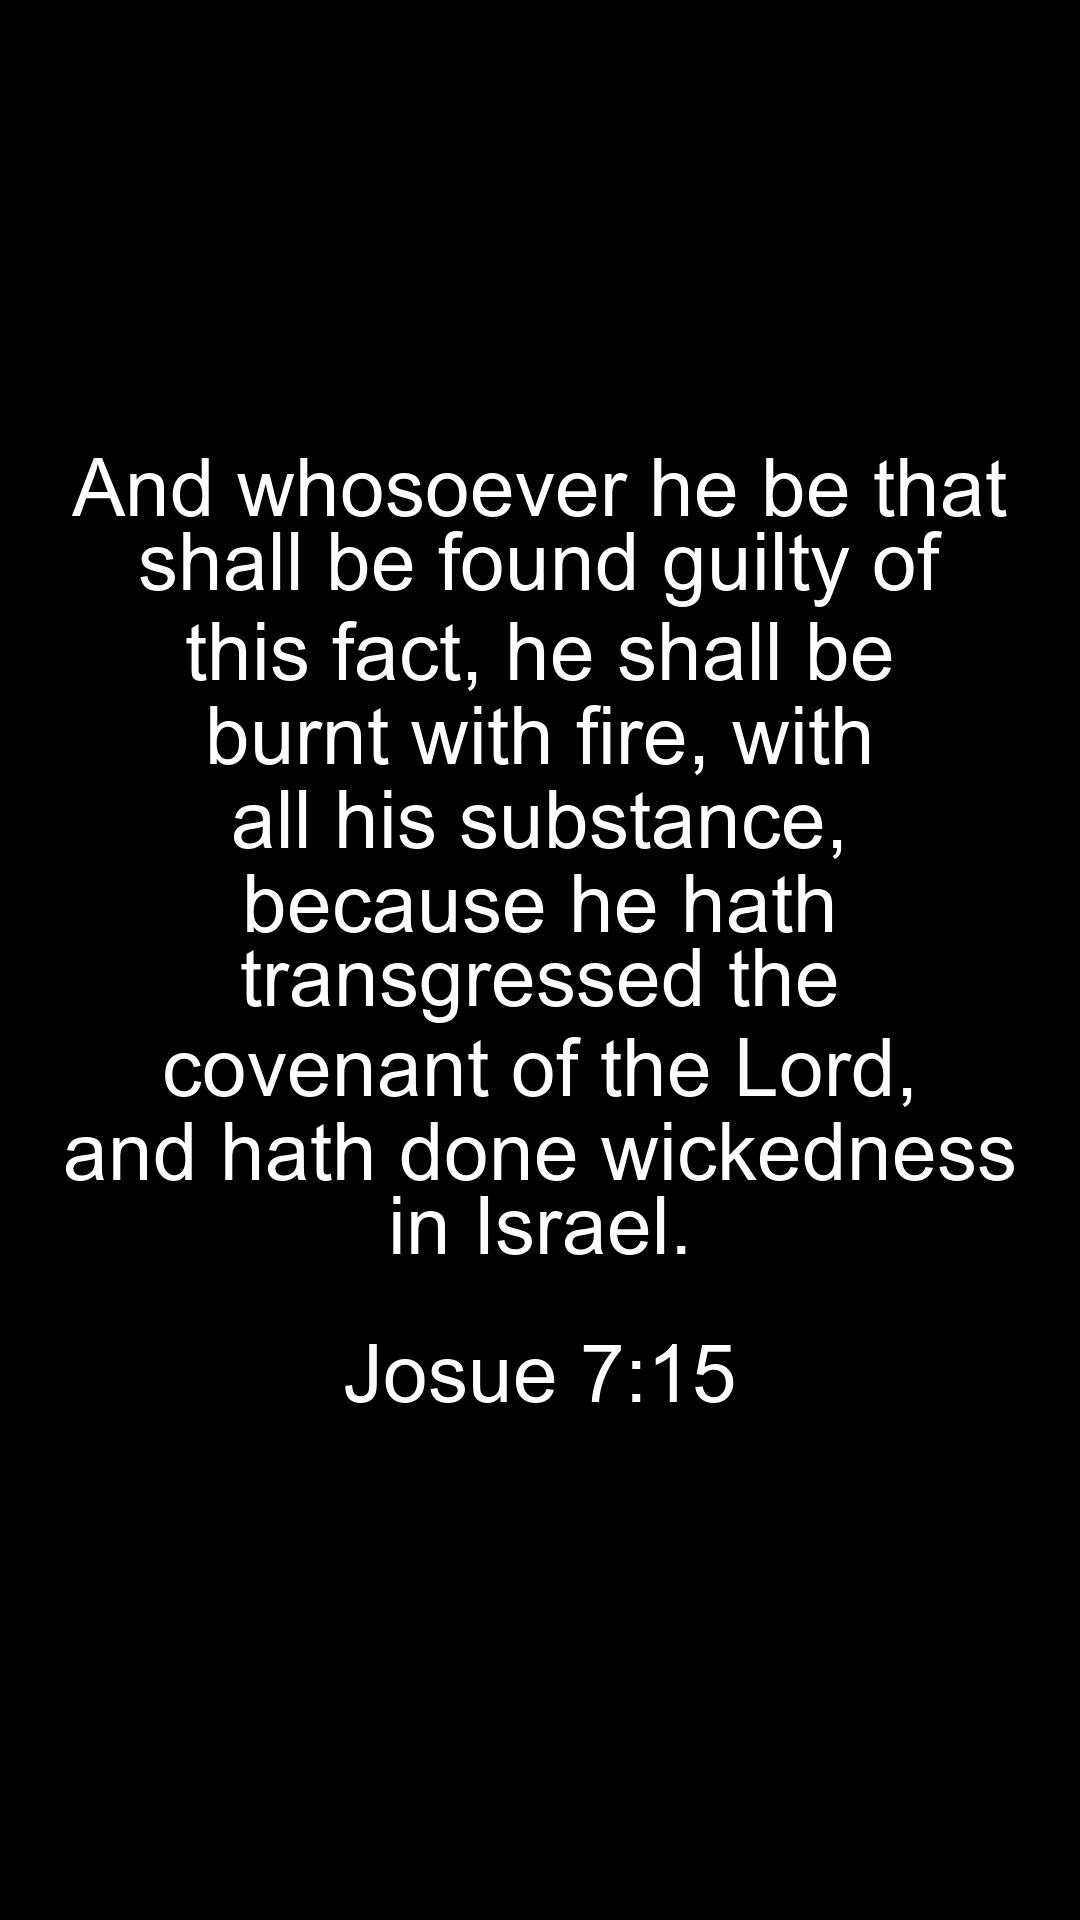 And whosoever he be that
shall be found guilty of
this fact, he shall be
burnt with fire, with
all his substance,
because he hath
transgressed the
covenant of the Lord,
and hath done wickedness
in Israel.
Josue 7:15